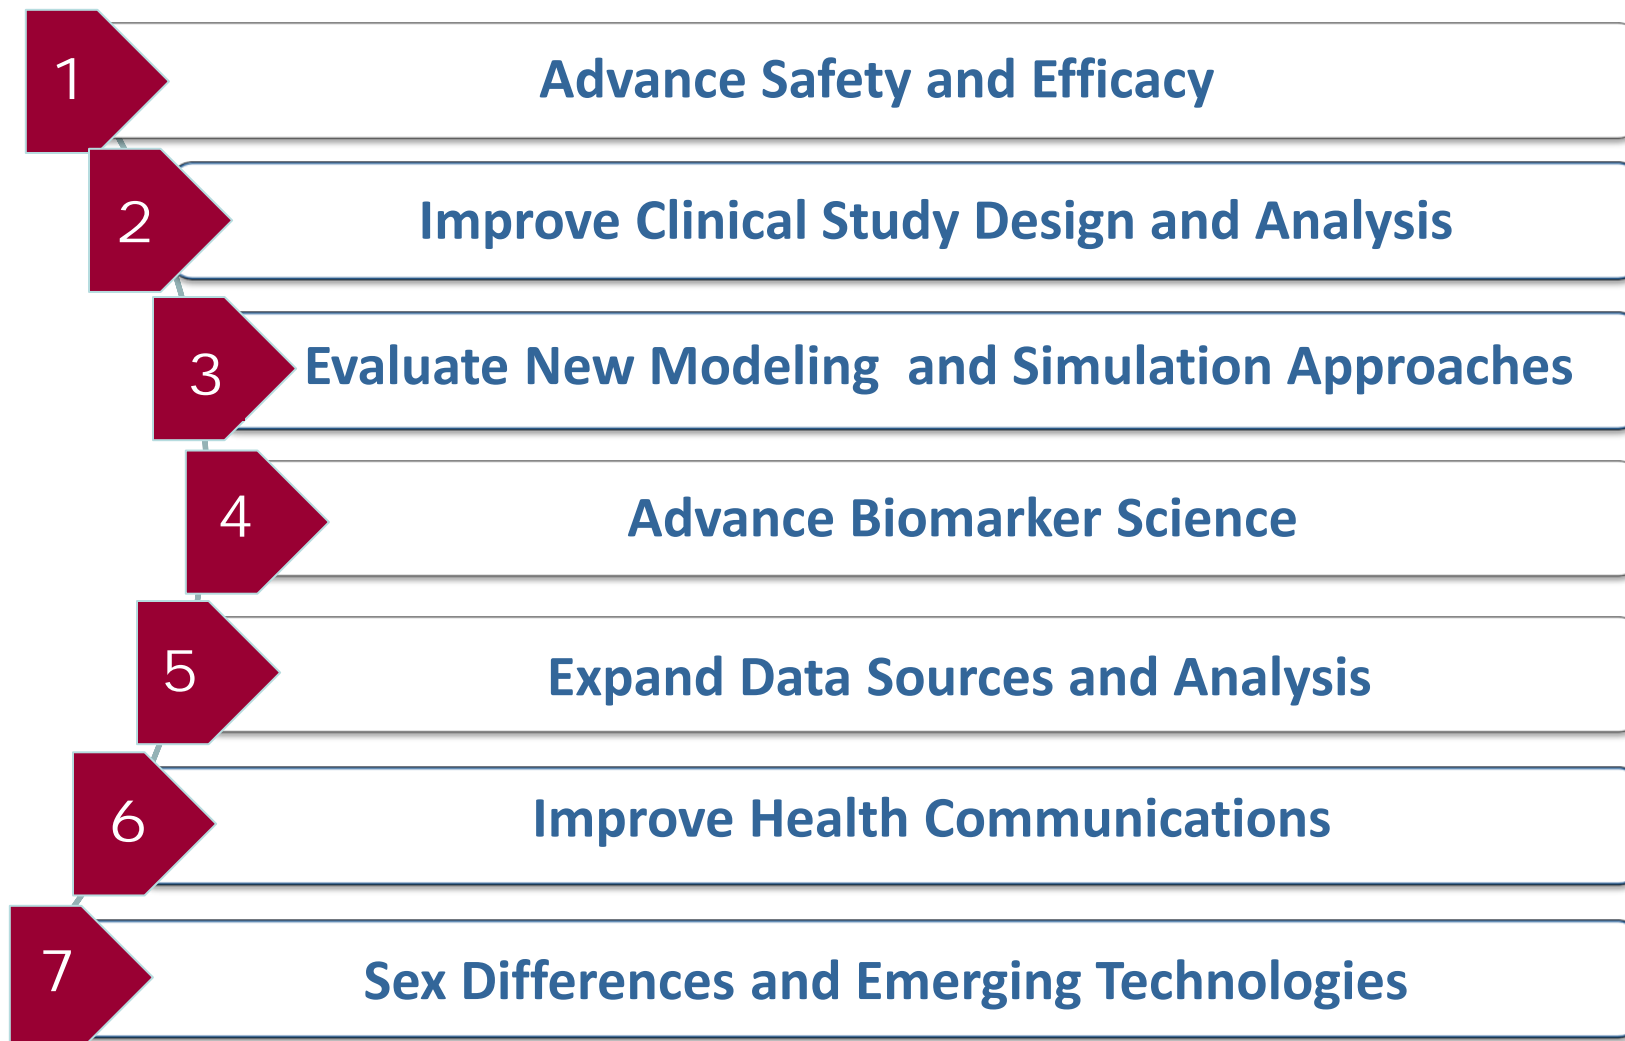 1 Advance Safety and Efficacy
2 Improve Clinical Study Design and Analysis
3 Evaluate New Modeling  and Simulation Approaches
4 Advance Biomarker Science
5 Expand Data Sources and Analysis
6 Improve Health Communications
7 Sex Differences and Emerging Technologies